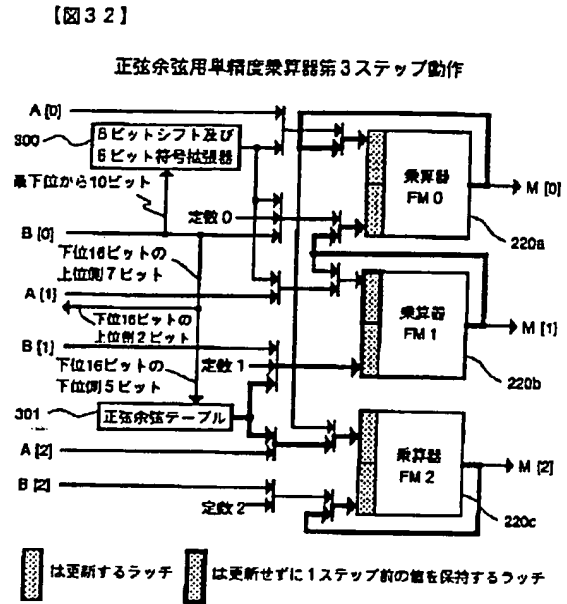 【図32】
正弦余弦用単精度乗算器第3ステップ動作
A [0]
300
6ビットシフト及び
6ビット符号拡張器
最下位から10ビット
定数0
B [0]
下位16ビットの
上位側7ビット
A [1]
下位16ビットの
上位側2ビット
B [1]
定数1
下位16ビットの
下位側5ビット
301
正弦余弦テーブル
A [2]
B [2]
定数2
乗算器
FM0
M [0]
220a
乗算器
FM1
M [1]
220b
乗算器
FM2
M [2]
220c
は更新するラッチ
は更新せずに1ステップ前の値を保持するラッチ